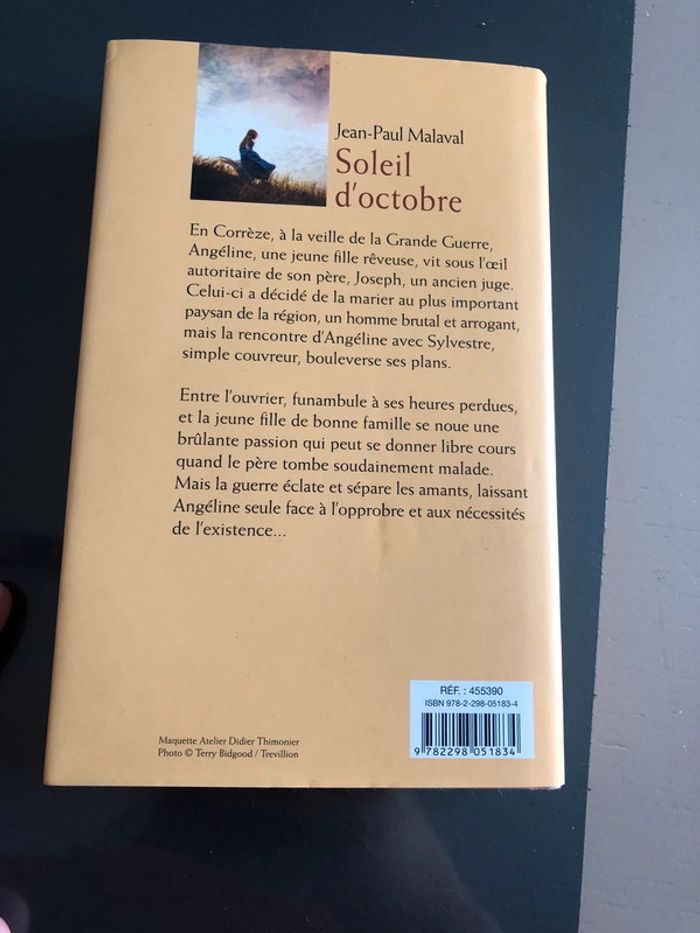 Jean-Paul Malaval
Soleil
d'octobre
En Corrèze, à la veille de la Grande Guerre,
Angéline, une jeune fille rêveuse, vit sous l'œil
autoritaire de son père, Joseph, un ancien juge.
Celui-ci a décidé de la marier au plus important
paysan de la région, un homme brutal et arrogant,
mais la rencontre d'Angéline avec Sylvestre,
simple couvreur, bouleverse ses plans.
Entre l'ouvrier, funambule à ses heures perdues,
et la jeune fille de bonne famille se noue une
brûlante passion qui peut se donner libre cours
quand le père tombe soudainement malade.
Mais la guerre éclate et sépare les amants, laissant
Angéline seule face à l'opprobre et aux nécessités
de l'existence...
RÉF. : 455390
ISBN 978-2-298-05183-4
9 782298 051834
Maquette Atelier Didier Thimonier
Photo © Terry Bidgood / Trevillion